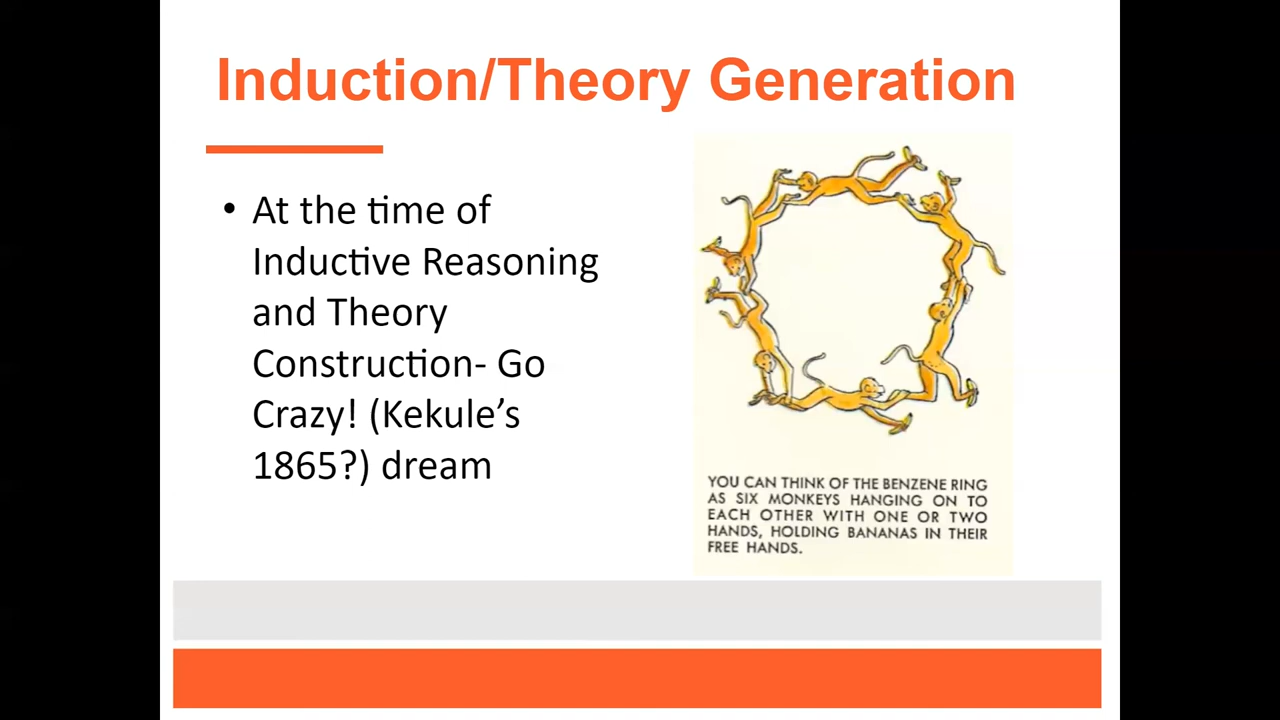 Induction/Theory Generation
• At the time of
Inductive Reasoning
and Theory
Construction- Go
Crazy! (Kekule’s
1865?) dream
YOU CAN THINK OF THE BENZENE RING
AS SIX MONKEYS HANGING ON TO
EACH OTHER WITH ONE OR TWO
HANDS, HOLDING BANANAS IN THEIR
FREE HANDS.